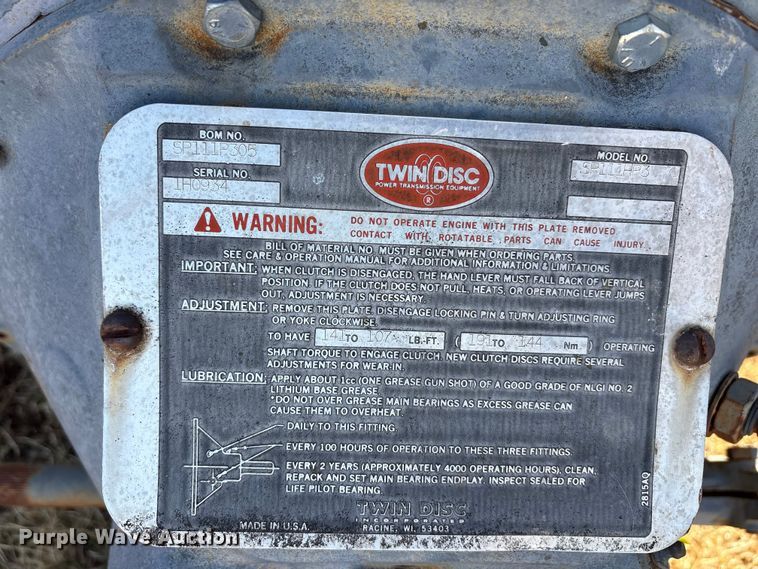 BOM NO.
SP111P305
SERIAL NO.
1H0934
TWIN DISC
POWER TRANSMISSION EQUIPMENT
®
MODEL NO.
WARNING:
DO NOT OPERATE ENGINE WITH THIS PLATE REMOVED
CONTACT WITH ROTATABLE PARTS CAN CAUSE INJURY.
BILL OF MATERIAL NO. MUST BE GIVEN WHEN ORDERING PARTS.
SEE CARE & OPERATION MANUAL FOR ADDITIONAL INFORMATION & LIMITATIONS.
IMPORTANT: WHEN CLUTCH IS DISENGAGED, THE HAND LEVER MUST FALL BACK OF VERTICAL
POSITION. IF THE CLUTCH DOES NOT PULL, HEATS, OR OPERATING LEVER JUMPS
OUT, ADJUSTMENT IS NECESSARY.
ADJUSTMENT: REMOVE THIS PLATE, DISENGAGE LOCKING PIN & TURN ADJUSTING RING
OR YOKE CLOCKWISE
TO HAVE 141 TO 107 LB.-FT. ( 191 TO 144 Nm ) OPERATING
SHAFT TORQUE TO ENGAGE CLUTCH. NEW CLUTCH DISCS REQUIRE SEVERAL
ADJUSTMENTS FOR WEAR-IN.
LUBRICATION: APPLY ABOUT 1cc (ONE GREASE GUN SHOT) OF A GOOD GRADE OF NLGI NO. 2
LITHIUM BASE GREASE.
*DO NOT OVER GREASE MAIN BEARINGS AS EXCESS GREASE CAN
CAUSE THEM TO OVERHEAT.
DAILY TO THIS FITTING.
EVERY 100 HOURS OF OPERATION TO THESE THREE FITTINGS.
EVERY 2 YEARS (APPROXIMATELY 4000 OPERATING HOURS), CLEAN,
REPACK AND SET MAIN BEARING ENDPLAY. INSPECT SEALED FOR
LIFE PILOT BEARING.
2815AQ
TWIN DISC
INCORPORATED
RACINE, WI. 53403
MADE IN U.S.A.
Purple Wave Auction